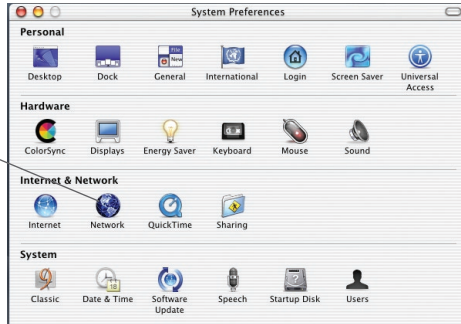 System Preferences
Personal
Desktop Dock General International Login Screen Saver Universal
Access
Hardware
ColorSync Displays Energy Saver Keyboard Mouse Sound
Internet & Network
Internet Network QuickTime Sharing
System
Classic Date & Time Software Speech Startup Disk Users
Update